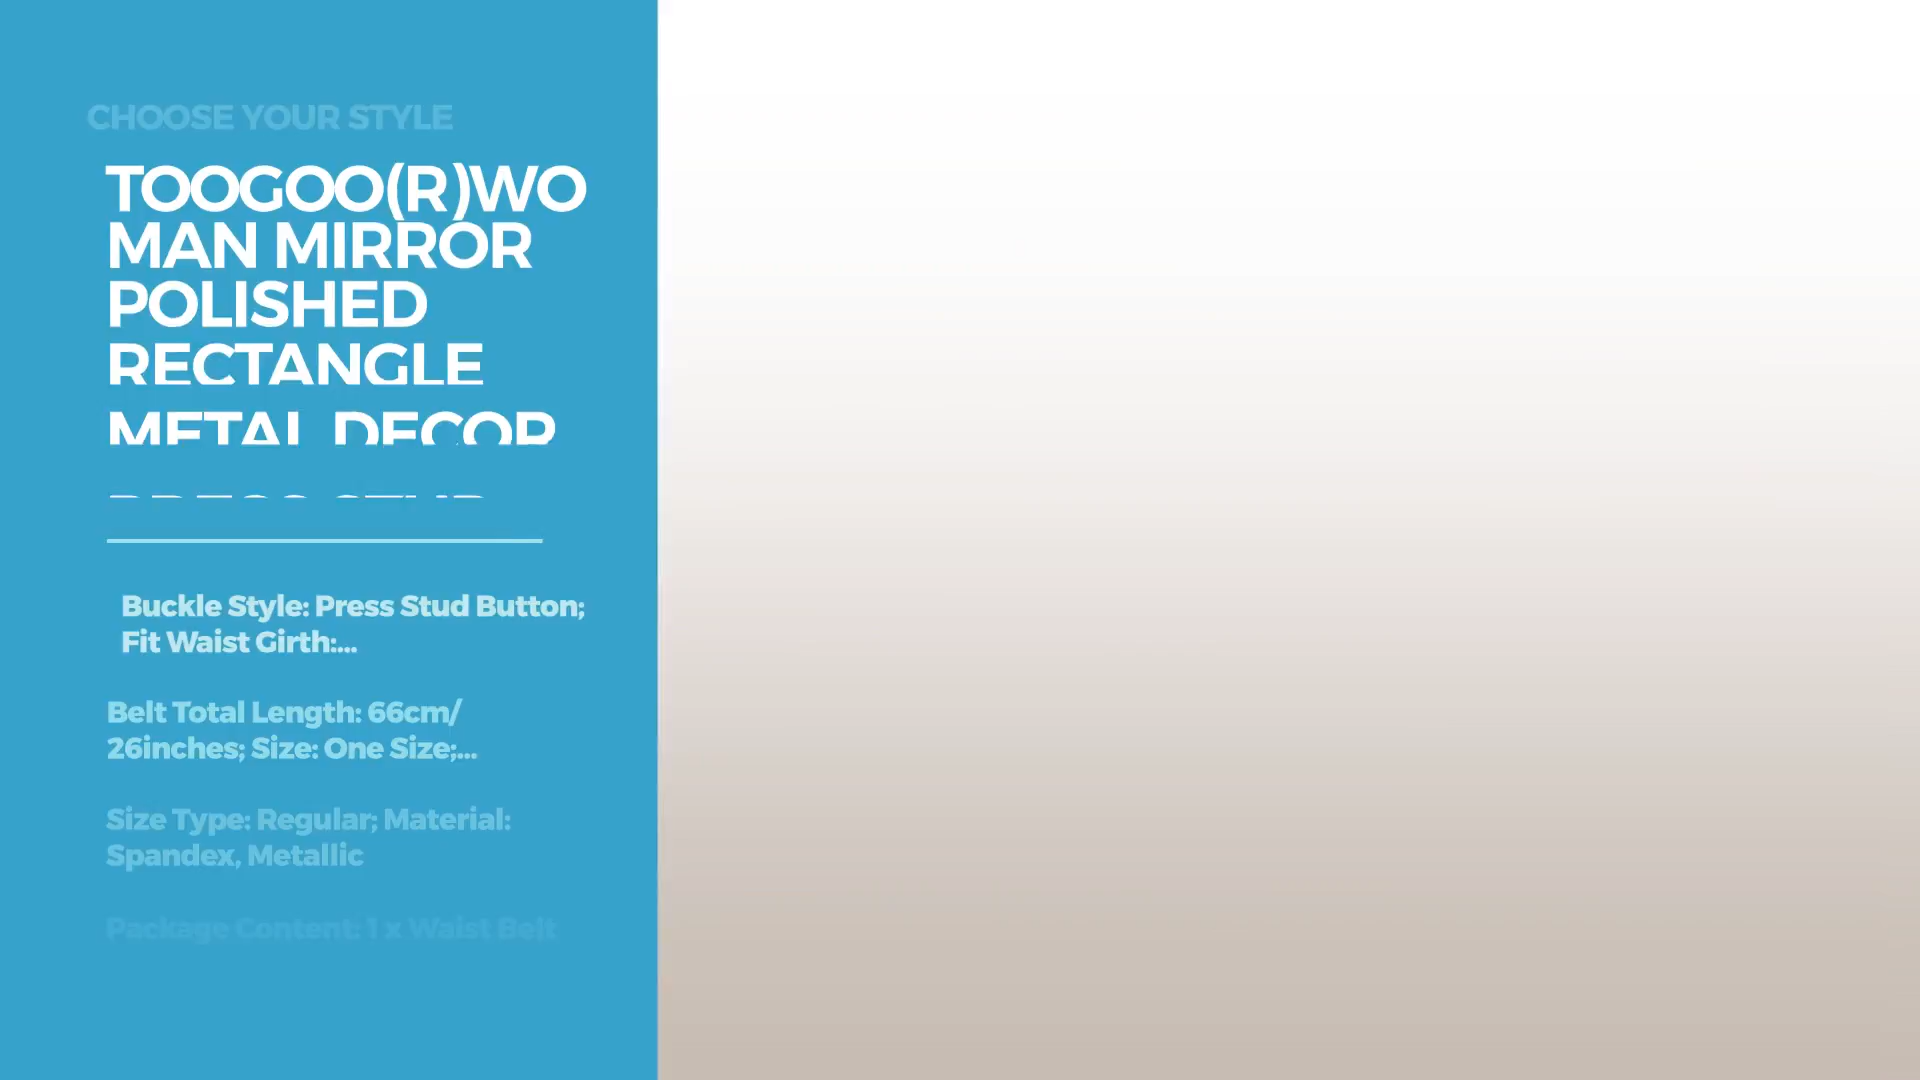 CHOOSE YOUR STYLE
TOOGOO(R)WO
MAN MIRROR
POLISHED
RECTANGLE
METAL DECOR
PRESS STUD
Buckle Style: Press Stud Button;
Fit Waist Girth:...
Belt Total Length: 66cm/
26inches; Size: One Size;...
Size Type: Regular; Material:
Spandex, Metallic
Package Content: 1 x Waist Belt